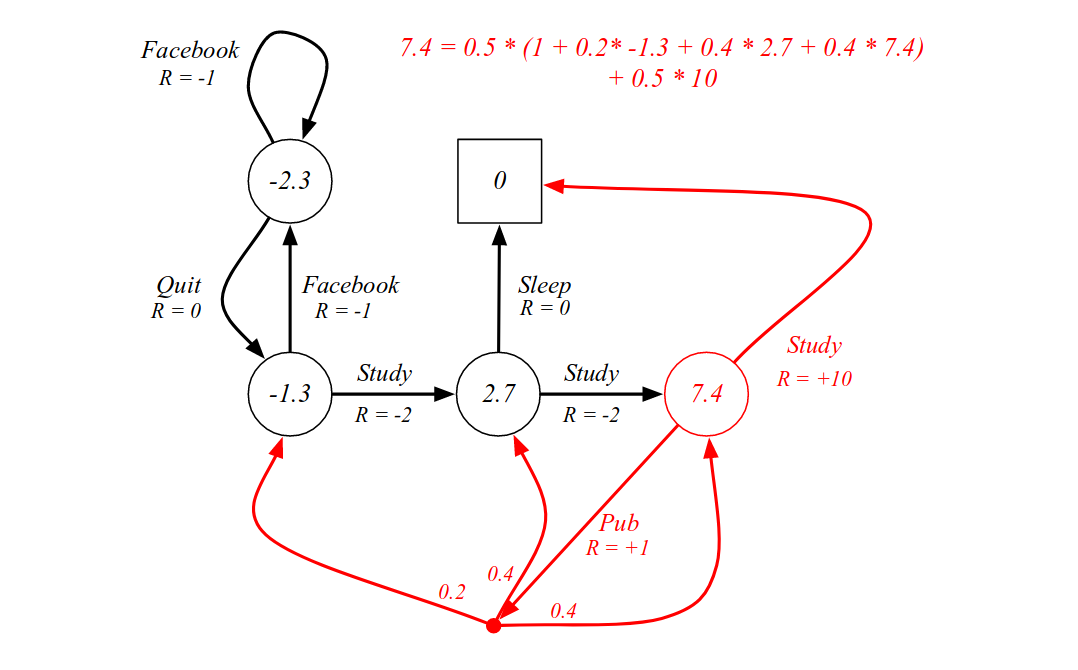 Facebook
R = -1
7.4 = 0.5 * (1 + 0.2* -1.3 + 0.4 * 2.7 + 0.4 * 7.4)
+ 0.5 * 10
-2.3
0
Quit
R = 0
Facebook
R = -1
Sleep
R = 0
Study
R = +10
-1.3
Study
R = -2
2.7
Study
R = -2
7.4
Pub
R = +1
0.2
0.4
0.4